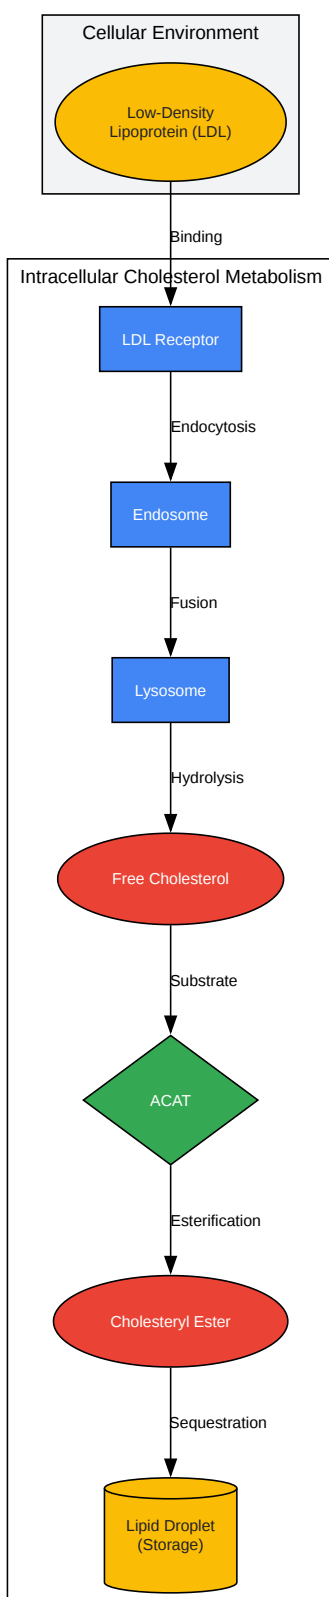 Cellular Environment
Low-Density
Lipoprotein (LDL)
Binding
Intracellular Cholesterol Metabolism
LDL Receptor
Endocytosis
Endosome
Fusion
Lysosome
Hydrolysis
Free Cholesterol
Substrate
ACAT
Esterification
Cholesteryl Ester
Sequestration
Lipid Droplet
(Storage)